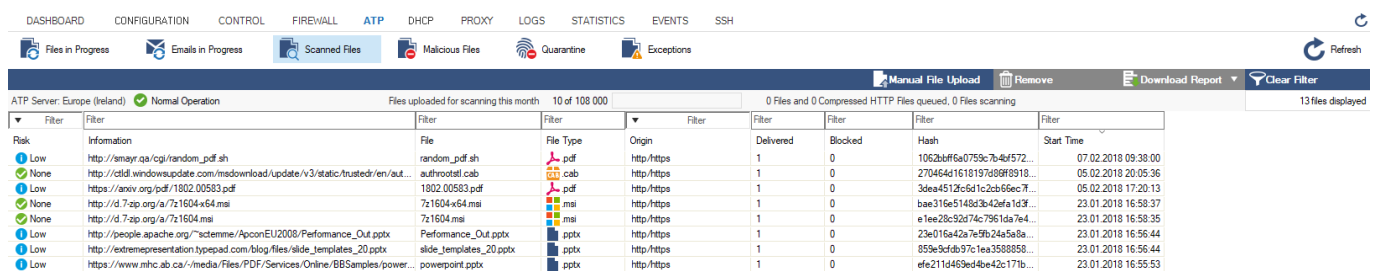 DASHBOARD CONFIGURATION CONTROL FIREWALL ATP DHCP PROXY LOGS STATISTICS EVENTS SSH
Files in Progress Emails in Progress Scanned Files Malicious Files Quarantine Exceptions Refresh
Manual File Upload Remove Download Report Clear Filter
ATP Server: Europe (Ireland) Normal Operation Files uploaded for scanning this month 10 of 108 000 0 Files and 0 Compressed HTTP Files queued, 0 Files scanning 13 files displayed
Filter Filter Filter Filter Filter Filter Filter Filter Filter
Risk Information File File Type Origin Delivered Blocked Hash Start Time
Low http://smayr.qa/cgi/random_pdf.sh random_pdf.sh .pdf http/https 1 0 1062bbff6a0759c7b4bf572... 07.02.2018 09:38:00
None http://ctldl.windowsupdate.com/msdownload/update/v3/static/trustedr/en/aut... authrootstl.cab CAB .cab http/https 1 0 270464d1618197d86ff8918... 05.02.2018 20:05:36
Low https://arxiv.org/pdf/1802.00583.pdf 1802.00583.pdf .pdf http/https 1 0 3dea4512fc6d1c2cb66ec7f... 05.02.2018 17:20:13
None http://d.7-zip.org/a/7z1604-x64.msi 7z1604-x64.msi .msi http/https 1 0 bae316e5148d3b42efa1d3f... 23.01.2018 16:58:37
None http://d.7-zip.org/a/7z1604.msi 7z1604.msi .msi http/https 1 0 e1ee28c92d74c7961da7e4... 23.01.2018 16:58:35
Low http://people.apache.org/~sctemme/ApconEU2008/Performance_Out.pptx Performance_Out.pptx .pptx http/https 1 0 23e016a42a7e5fb24a5a8a... 23.01.2018 16:56:44
Low http://extremepresentation.typepad.com/blog/files/slide_templates_20.pptx slide_templates_20.pptx .pptx http/https 1 0 859e9cfdb97c1ea3588858... 23.01.2018 16:56:44
Low https://www.mhc.ab.ca/-/media/Files/PDF/Services/Online/BBSamples/power... powerpoint.pptx .pptx http/https 1 0 efe211d469ed4be42c171b... 23.01.2018 16:55:53